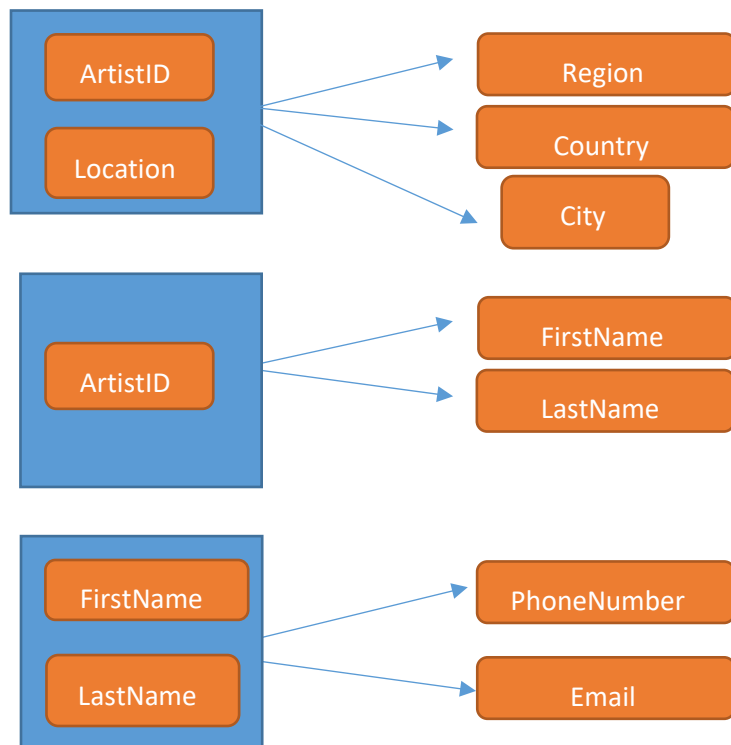 ArtistID
Location
Region
Country
City
ArtistID
FirstName
LastName
FirstName
LastName
PhoneNumber
Email